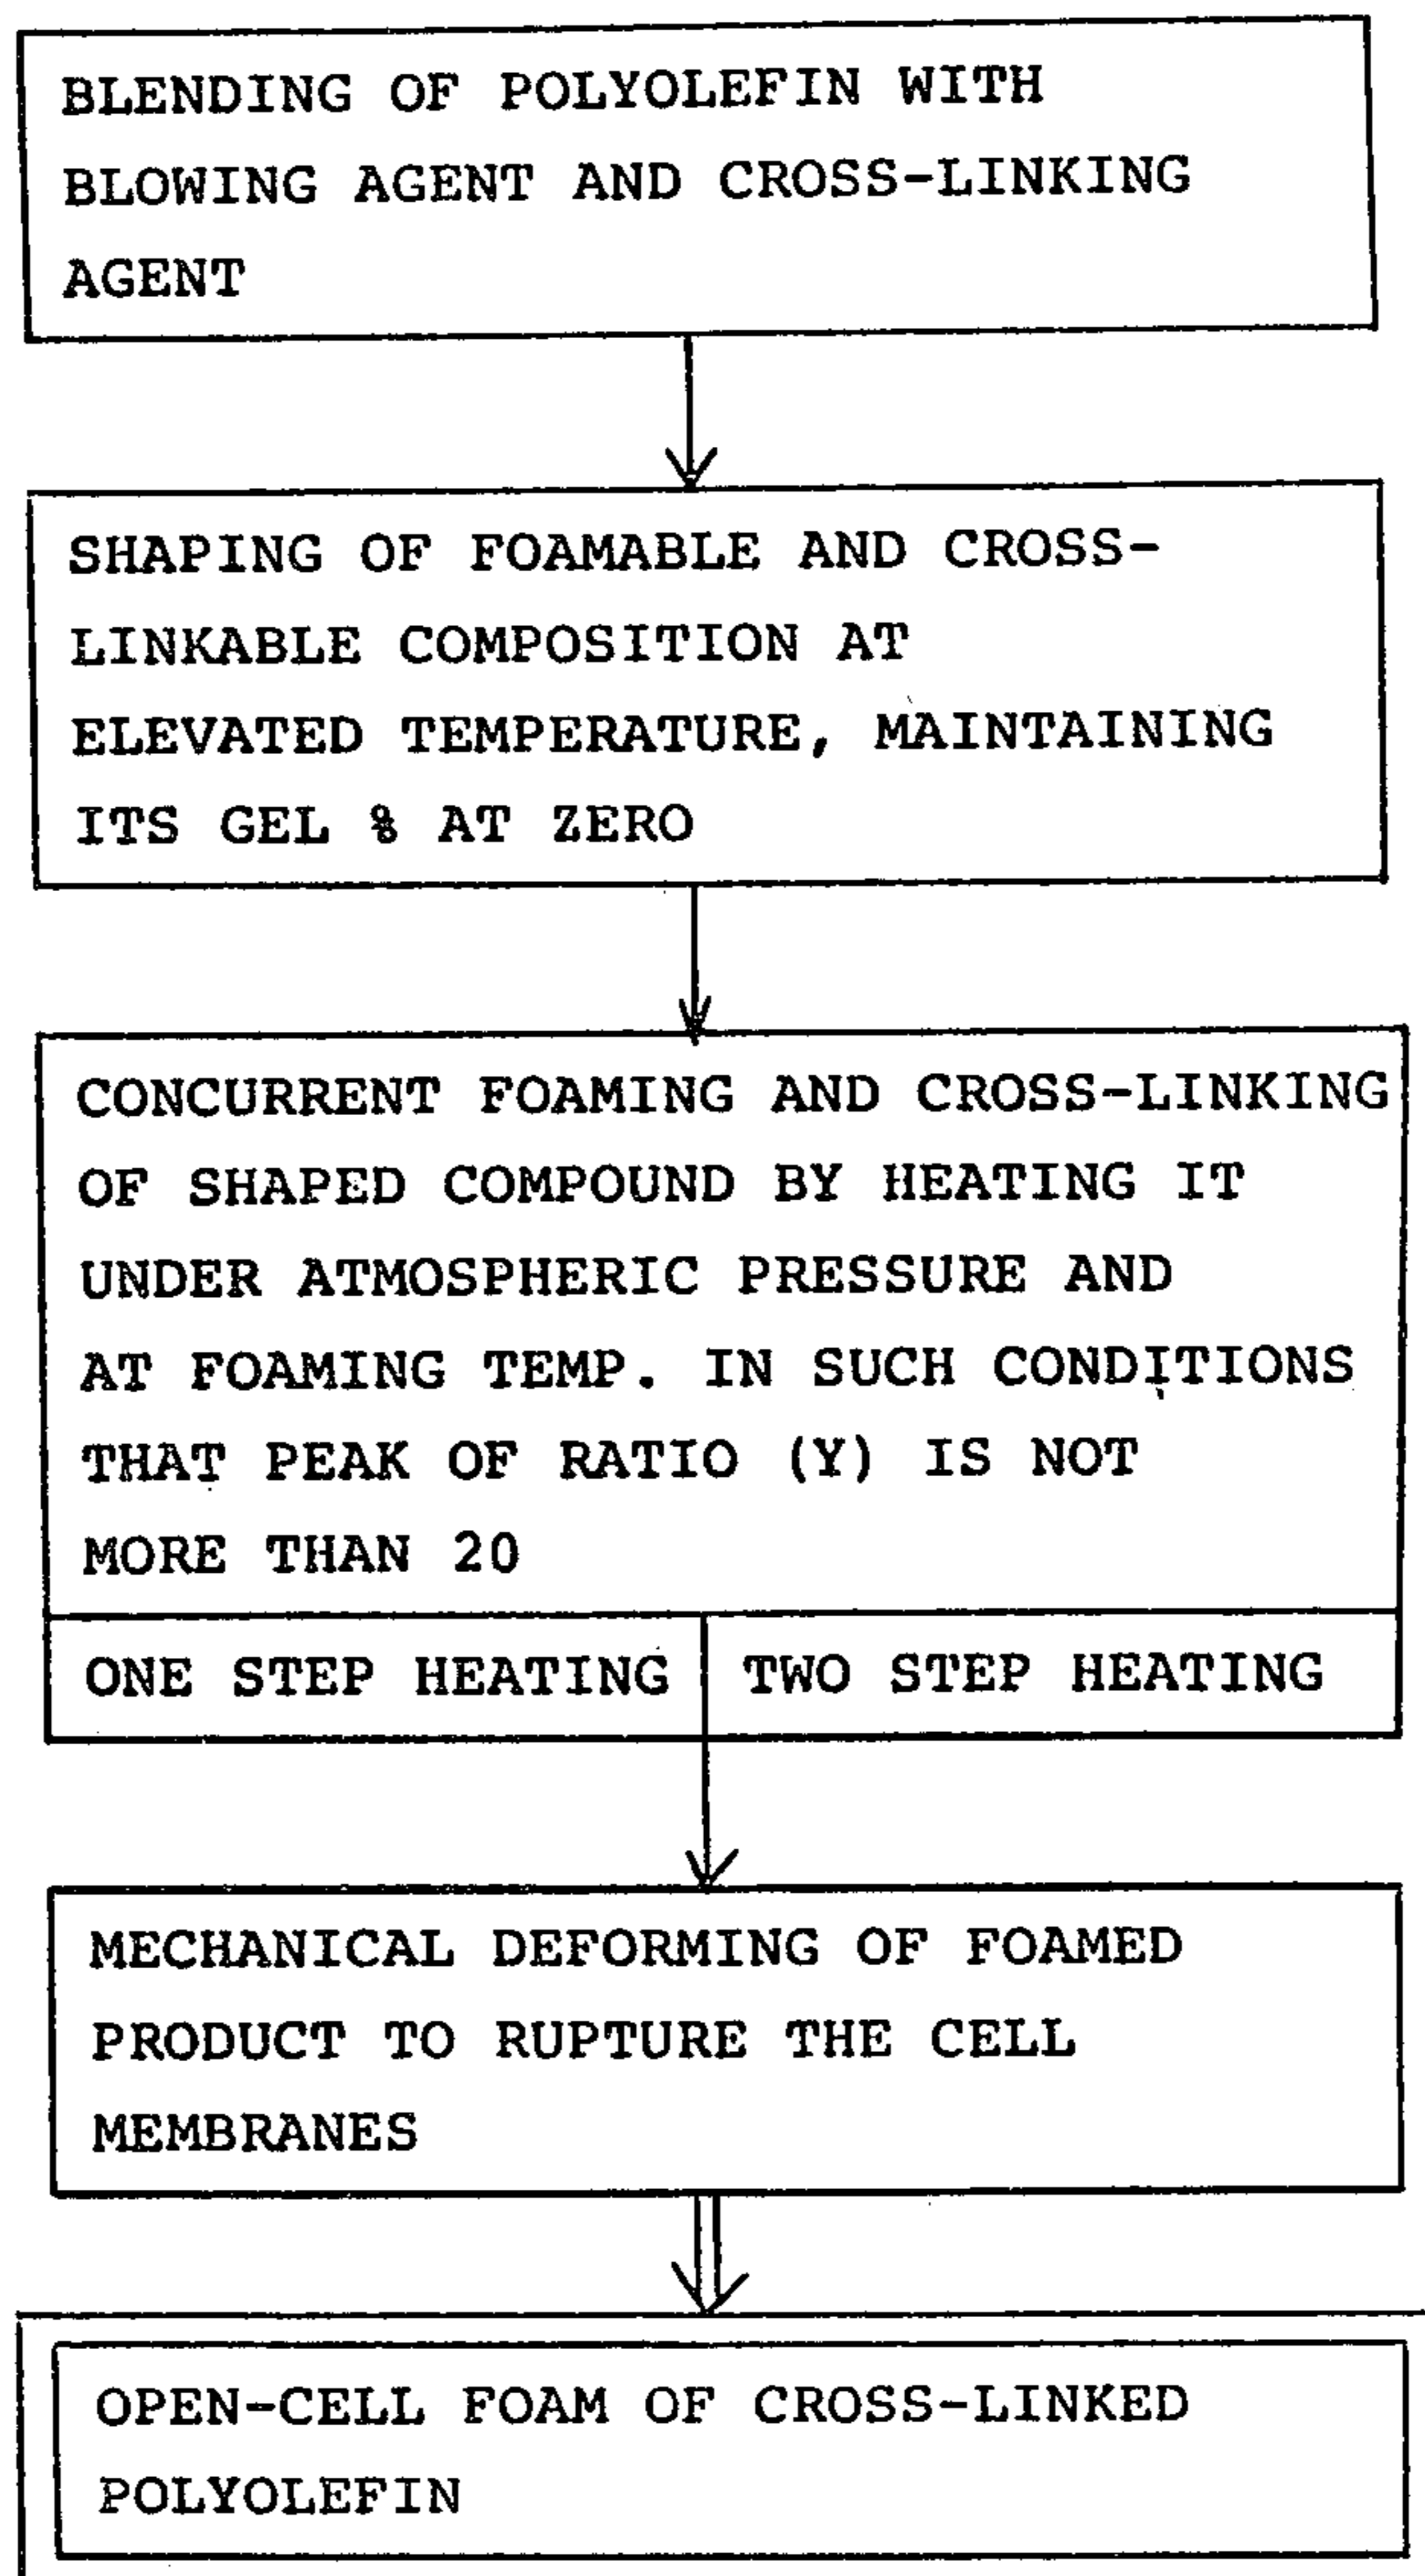 BLENDING OF POLYOLEFIN WITH
BLOWING AGENT AND CROSS-LINKING
AGENT
SHAPING OF FOAMABLE AND CROSS-
LINKABLE COMPOSITION AT
ELEVATED TEMPERATURE, MAINTAINING
ITS GEL % AT ZERO
CONCURRENT FOAMING AND CROSS-LINKING
OF SHAPED COMPOUND BY HEATING IT
UNDER ATMOSPHERIC PRESSURE AND
AT FOAMING TEMP. IN SUCH CONDITIONS
THAT PEAK OF RATIO (Y) IS NOT
MORE THAN 20
ONE STEP HEATING
TWO STEP HEATING
MECHANICAL DEFORMING OF FOAMED
PRODUCT TO RUPTURE THE CELL
MEMBRANES
OPEN-CELL FOAM OF CROSS-LINKED
POLYOLEFIN